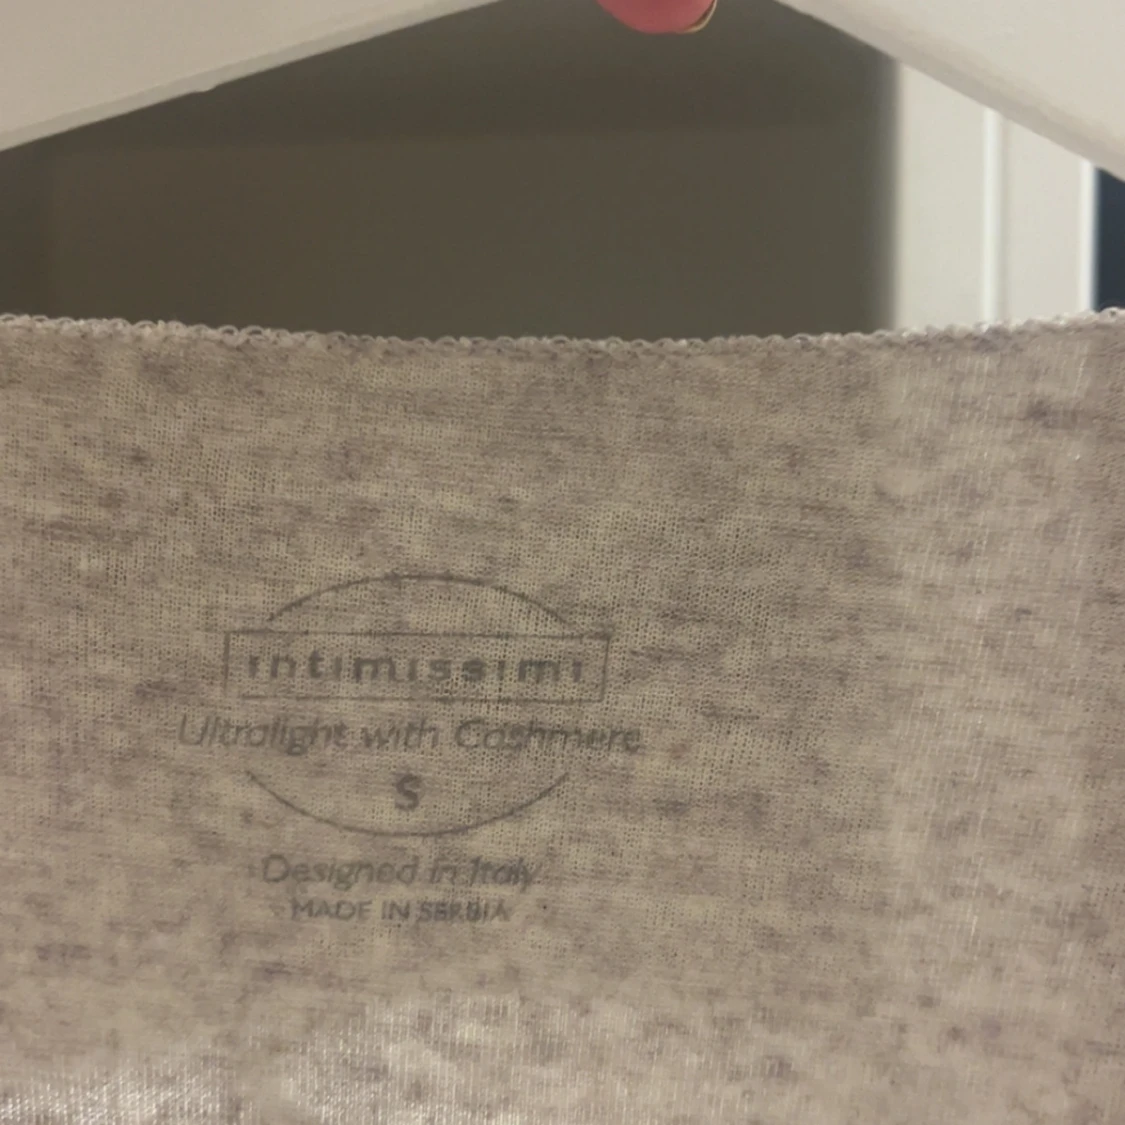 intimissimi
Ultralight with Cashmere
S
Designed in Italy
MADE IN SERBIA